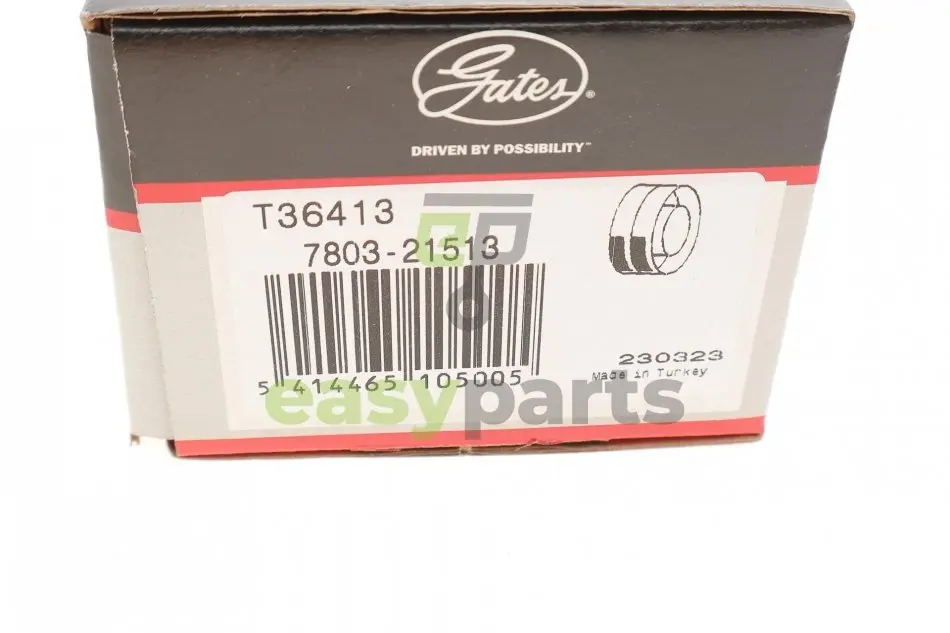 Gates®
DRIVEN BY POSSIBILITY™
T36413
7803-21513
5 414465 105005
230323
Made in Turkey
easyparts